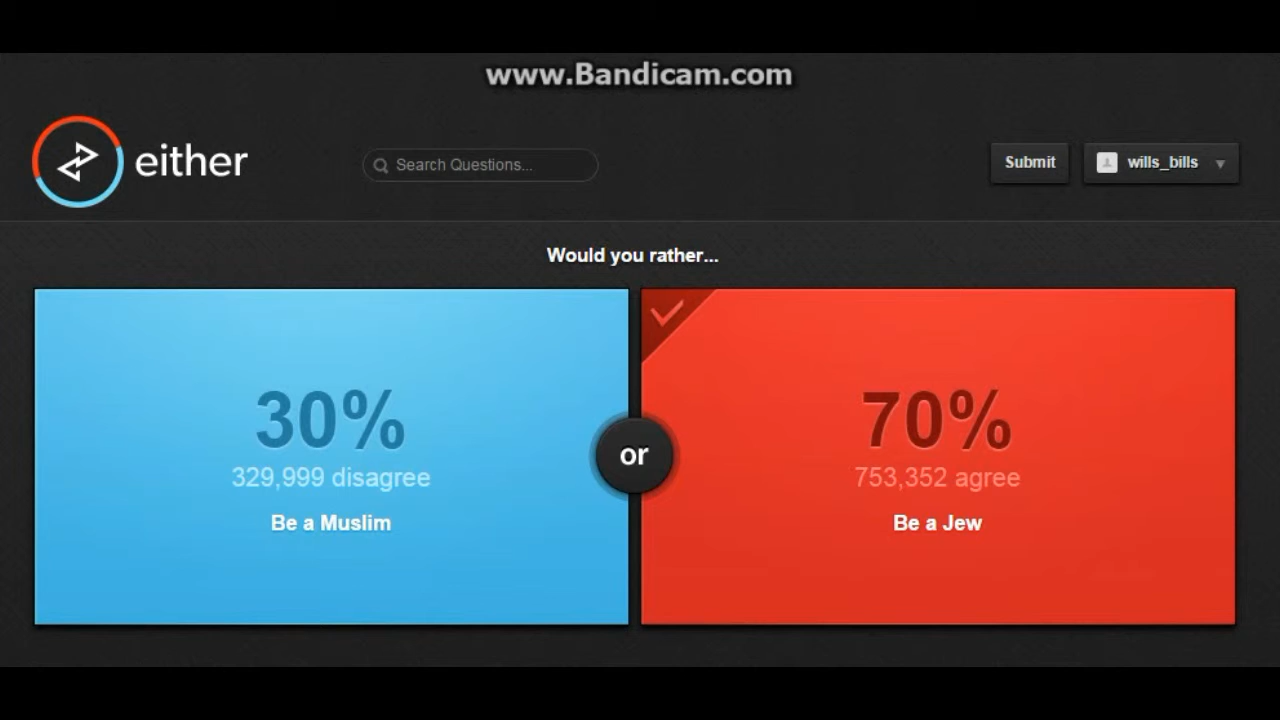 www.Bandicam.com
either
Search Questions...
Submit
wills_bills
Would you rather...
30%
329,999 disagree
Be a Muslim
or
70%
753,352 agree
Be a Jew